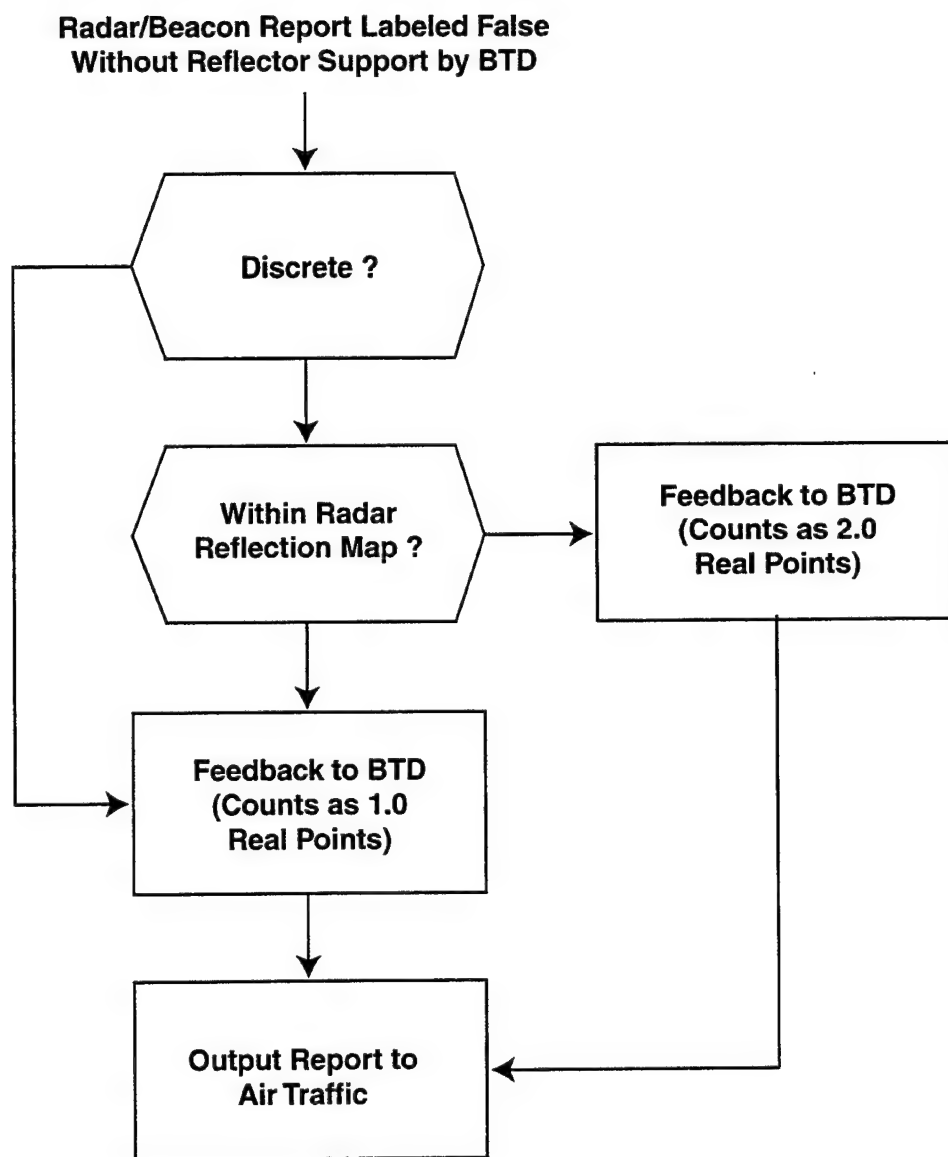 Radar/Beacon Report Labeled False
Without Reflector Support by BTD
Discrete ?
Within Radar
Reflection Map ?
Feedback to BTD
(Counts as 2.0
Real Points)
Feedback to BTD
(Counts as 1.0
Real Points)
Output Report to
Air Traffic